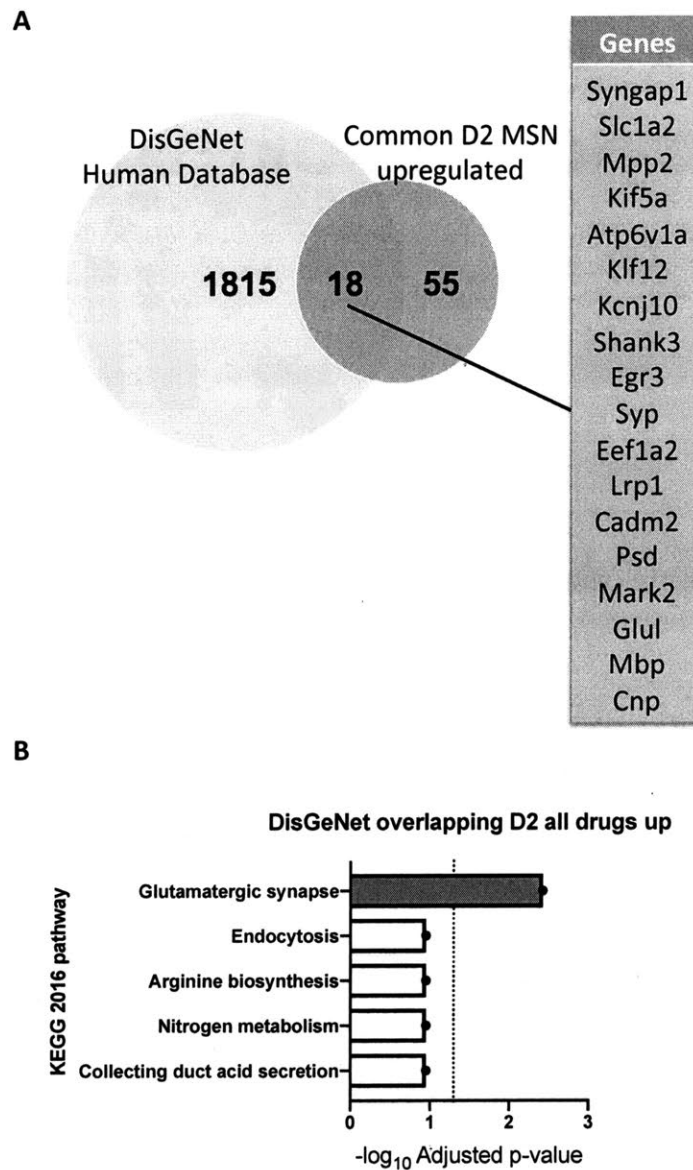 A
Genes
Syngap1
Slc1a2
Mpp2
Kif5a
Atp6v1a
Klf12
Kcnj10
Shank3
Egr3
Syp
Eef1a2
Lrp1
Cadm2
Psd
Mark2
Glul
Mbp
Cnp
DisGeNet
Human Database
Common D2 MSN
upregulated
1815
18
55
B
DisGeNet overlapping D2 all drugs up
KEGG 2016 pathway
Glutamatergic synapse
Endocytosis
Arginine biosynthesis
Nitrogen metabolism
Collecting duct acid secretion
0 1 2 3
-log10 Adjusted p-value